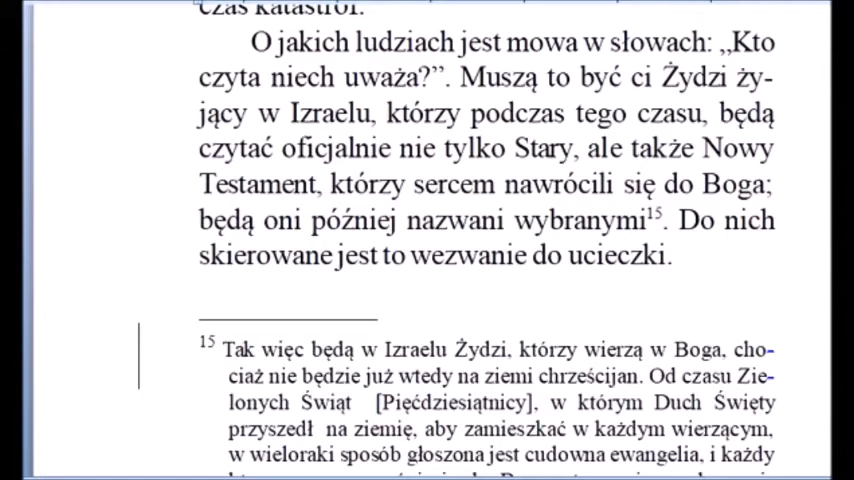 czas katastrof.
O jakich ludziach jest mowa w słowach: „Kto
czyta niech uważa?”. Muszą to być ci Żydzi ży-
jący w Izraelu, którzy podczas tego czasu, będą
czytać oficjalnie nie tylko Stary, ale także Nowy
Testament, którzy sercem nawrócili się do Boga;
będą oni później nazwani wybranymi15. Do nich
skierowane jest to wezwanie do ucieczki.
15 Tak więc będą w Izraelu Żydzi, którzy wierzą w Boga, cho-
ciaż nie będzie już wtedy na ziemi chrześcijan. Od czasu Zie-
lonych Świąt [Pięćdziesiątnicy], w którym Duch Święty
przyszedł na ziemię, aby zamieszkać w każdym wierzącym,
w wieloraki sposób głoszona jest cudowna ewangelia, i każdy